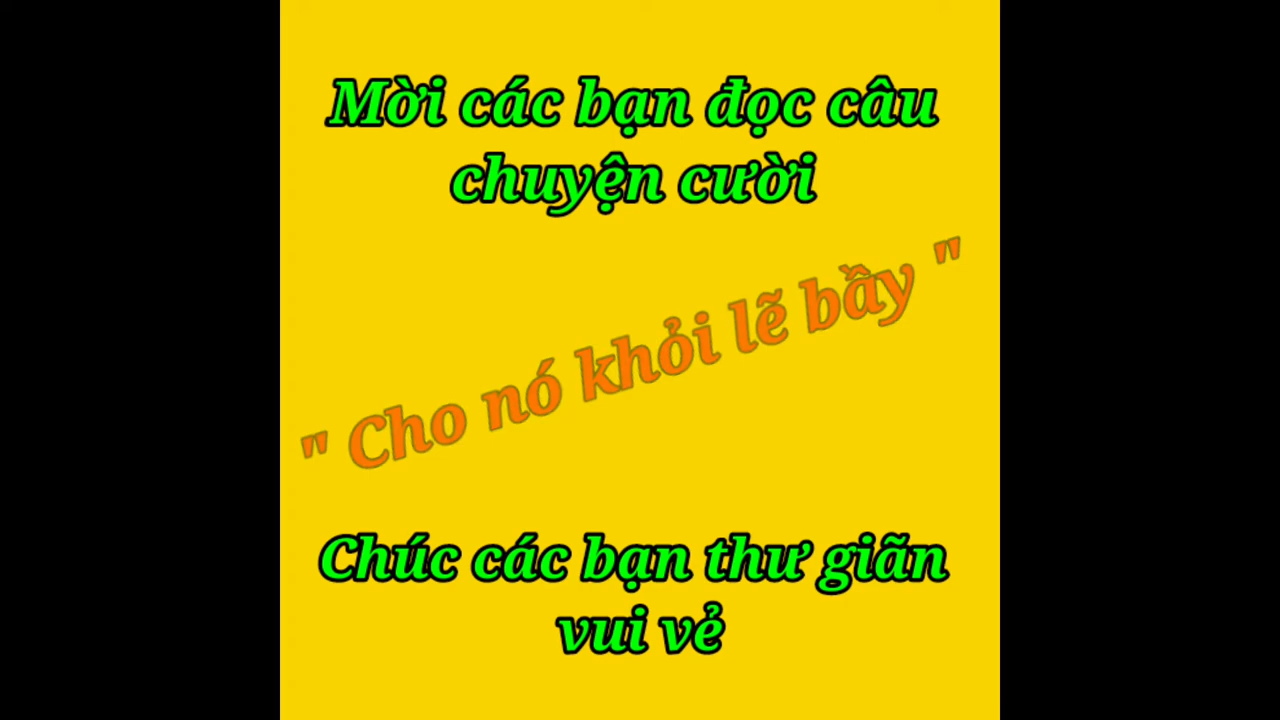 Mời các bạn đọc câu
chuyện cười
" Cho nó khỏi lẽ bầy "
Chúc các bạn thư giãn
vui vẻ